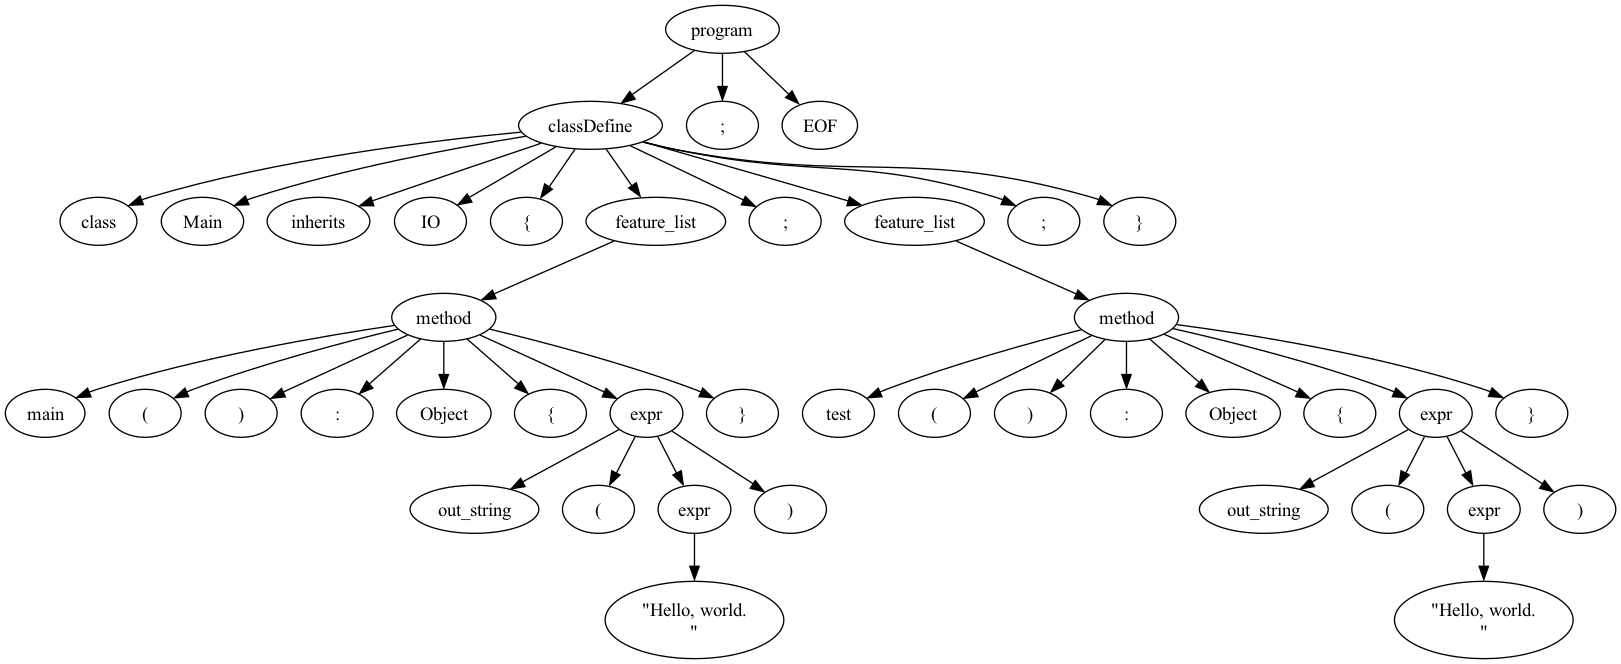 program
classDefine
;
EOF
class
Main
inherits
IO
{
feature_list
;
feature_list
;
}
method
method
main
(
)
:
Object
{
expr
}
test
(
)
:
Object
{
expr
}
out_string
(
expr
)
out_string
(
expr
)
"Hello, world.
"
"Hello, world.
"